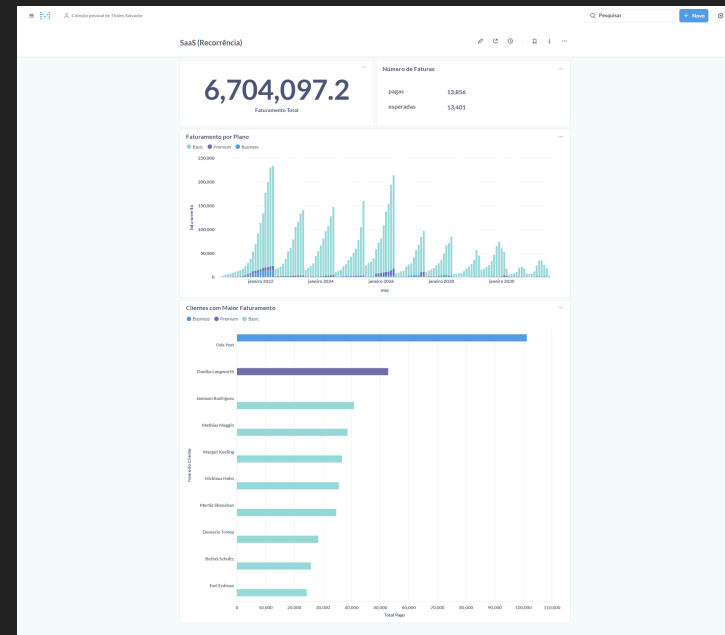 Coleção pessoal de Thales Salvador
Pesquisar
+ Novo
SaaS (Recorrência)
6,704,097.2
Faturamento Total
Número de Faturas
pagas 13,856
esperadas 13,401
Faturamento por Plano
Basic Premium Business
250,000
200,000
150,000
100,000
50,000
0
faturamento
janeiro 2022 janeiro 2024 janeiro 2026 janeiro 2028 janeiro 2030
mes
Clientes com Maior Faturamento
Business Premium Basic
Oda Yost
Danika Langworth
Jamison Rodriguez
Mathias Maggio
Margot Keeling
Nicklaus Hahn
Mertie Shanahan
Demario Tromp
Bethel Schultz
Earl Erdman
Nome do Cliente
0 10,000 20,000 30,000 40,000 50,000 60,000 70,000 80,000 90,000 100,000 110,000
Total Pago